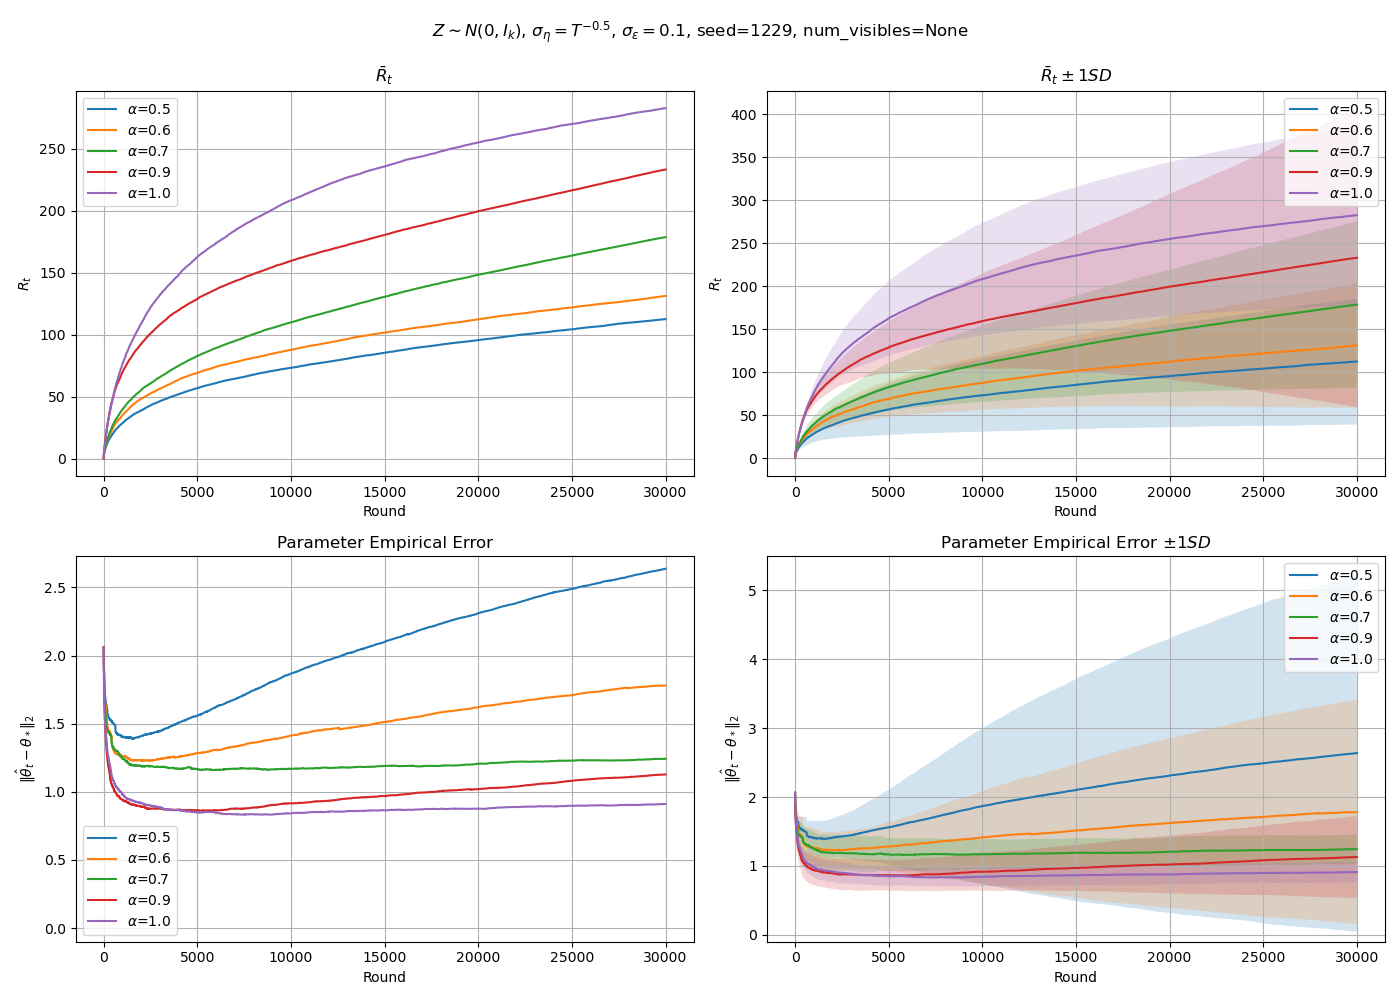 Z ∼ N(0, I_k), σ_η = T^{−0.5}, σ_ε = 0.1, seed=1229, num_visibles=None
R̄_t
R_t
250
200
150
100
50
0
α=0.5
α=0.6
α=0.7
α=0.9
α=1.0
0 5000 10000 15000 20000 25000 30000
Round
R̄_t ± 1SD
R_t
400
350
300
250
200
150
100
50
0
α=0.5
α=0.6
α=0.7
α=0.9
α=1.0
0 5000 10000 15000 20000 25000 30000
Round
Parameter Empirical Error
‖θ̂_t − θ_*‖_2
2.5
2.0
1.5
1.0
0.5
0.0
α=0.5
α=0.6
α=0.7
α=0.9
α=1.0
0 5000 10000 15000 20000 25000 30000
Round
Parameter Empirical Error ±1SD
‖θ̂_t − θ_*‖_2
5
4
3
2
1
0
α=0.5
α=0.6
α=0.7
α=0.9
α=1.0
0 5000 10000 15000 20000 25000 30000
Round